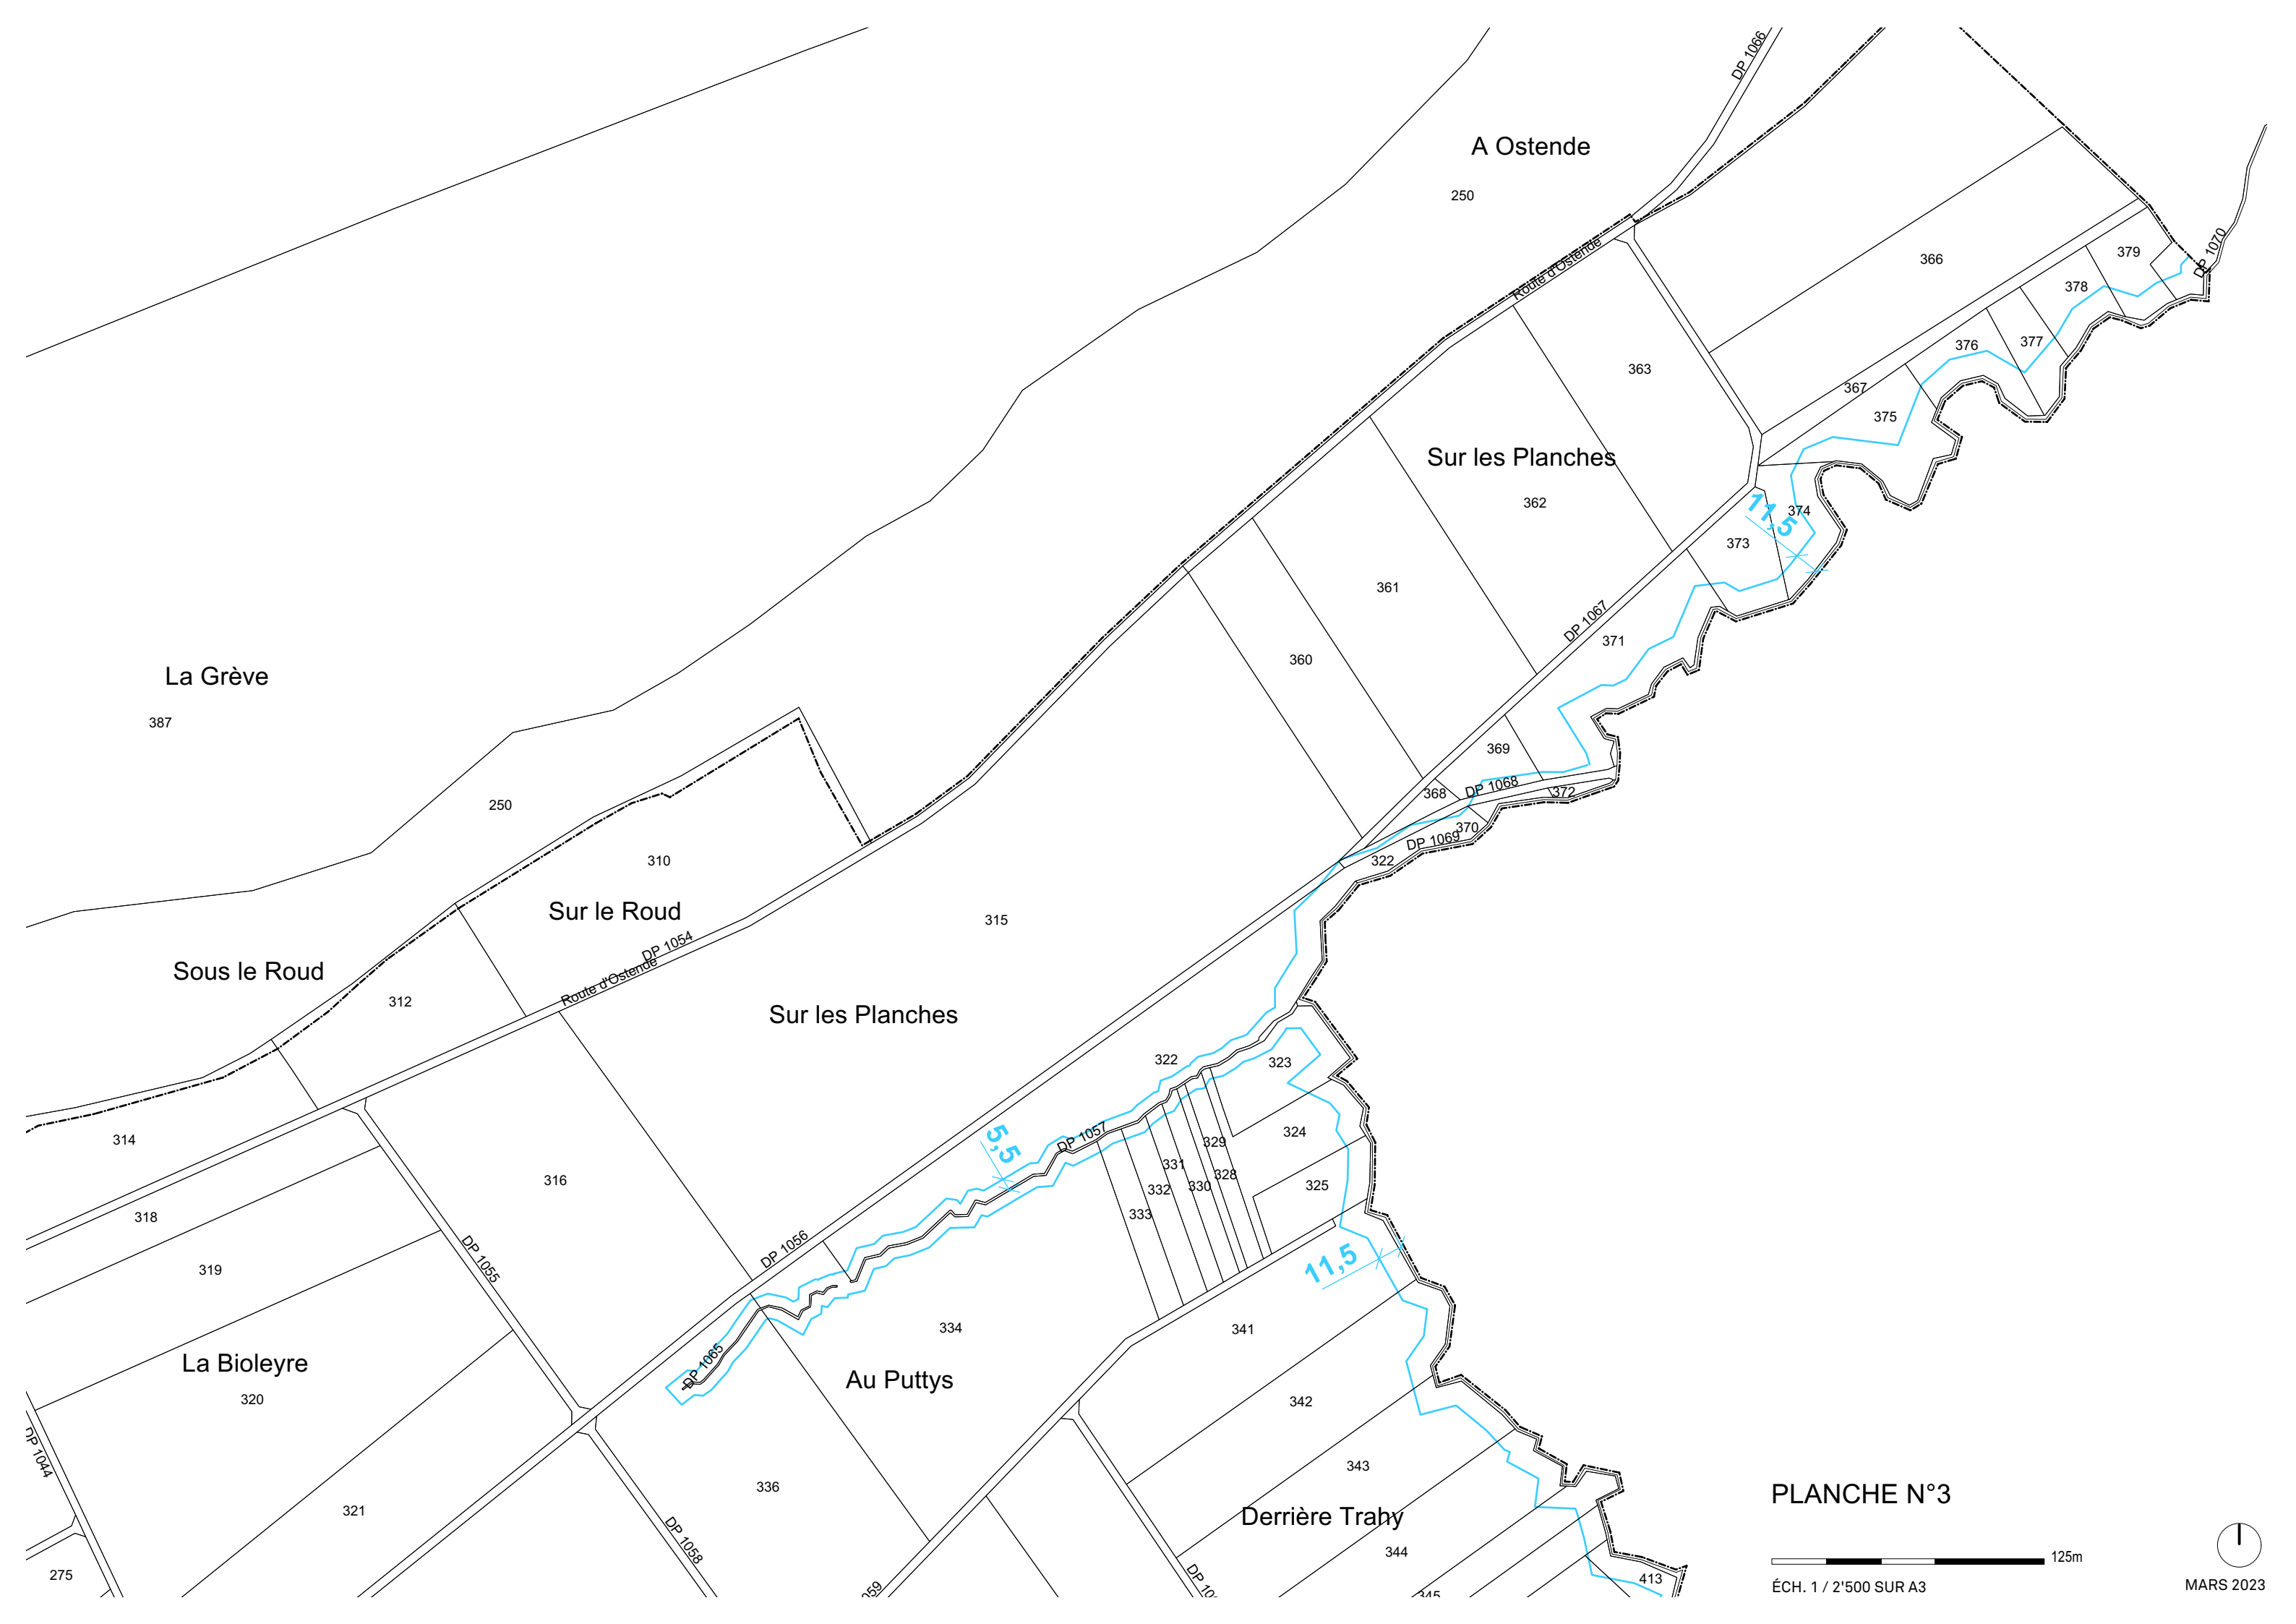 DP 1066
A Ostende
250
366
379
DP 1070
Route d'Ostende
378
376
377
363
367
375
Sur les Planches
362
11,5
374
373
361
DP 1067
371
360
La Grève
387
369
DP 1068
368
372
370
DP 1069
322
250
310
Sur le Roud
315
DP 1054
Route d'Ostende
Sous le Roud
312
Sur les Planches
322
323
314
5,5
DP 1057
324
329
331
328
316
332
330
325
333
318
DP 1056
DP 1055
319
11,5
334
341
DP 1065
La Bioleyre
Au Puttys
320
342
DP 1044
343
336
PLANCHE N°3
321
Derrière Trahy
DP 1058
344
125m
275
413
ÉCH. 1 / 2'500 SUR A3
MARS 2023
345